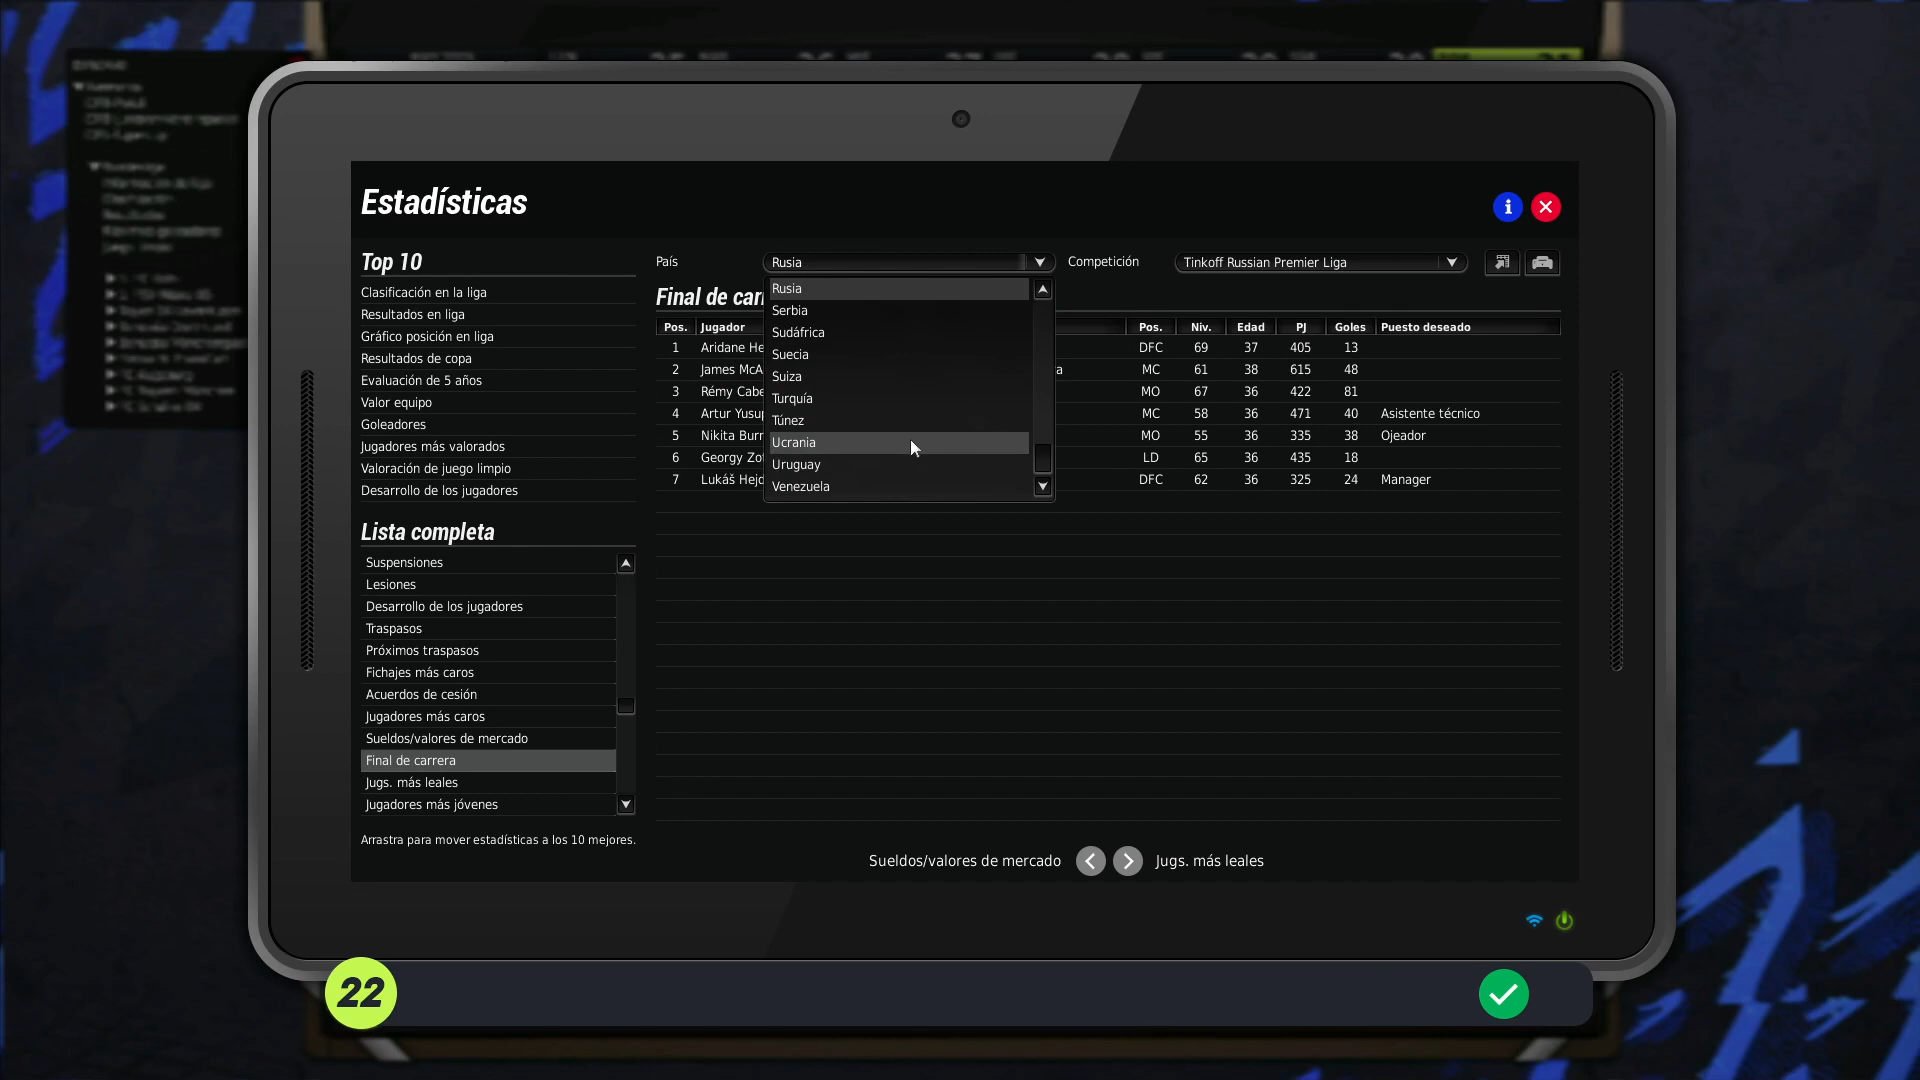 Estadísticas
Top 10
Clasificación en la liga
Resultados en liga
Gráfico posición en liga
Resultados de copa
Evaluación de 5 años
Valor equipo
Goleadores
Jugadores más valorados
Valoración de juego limpio
Desarrollo de los jugadores
Lista completa
Suspensiones
Lesiones
Desarrollo de los jugadores
Traspasos
Próximos traspasos
Fichajes más caros
Acuerdos de cesión
Jugadores más caros
Sueldos/valores de mercado
Final de carrera
Jugs. más leales
Jugadores más jóvenes
Arrastra para mover estadísticas a los 10 mejores.
País Rusia Competición Tinkoff Russian Premier Liga
Rusia
Serbia
Sudáfrica
Suecia
Suiza
Turquía
Túnez
Ucrania
Uruguay
Venezuela
Final de
Pos. Jugador Pos. Niv. Edad PJ Goles Puesto deseado
1 Aridane DFC 69 37 405 13
2 James MC 61 38 615 48
3 Rémy MO 67 36 422 81
4 Artur MC 58 36 471 40 Asistente técnico
5 Nikita MO 55 36 335 38 Ojeador
6 Georgy LD 65 36 435 18
7 Lukáš DFC 62 36 325 24 Manager
Sueldos/valores de mercado Jugs. más leales
22